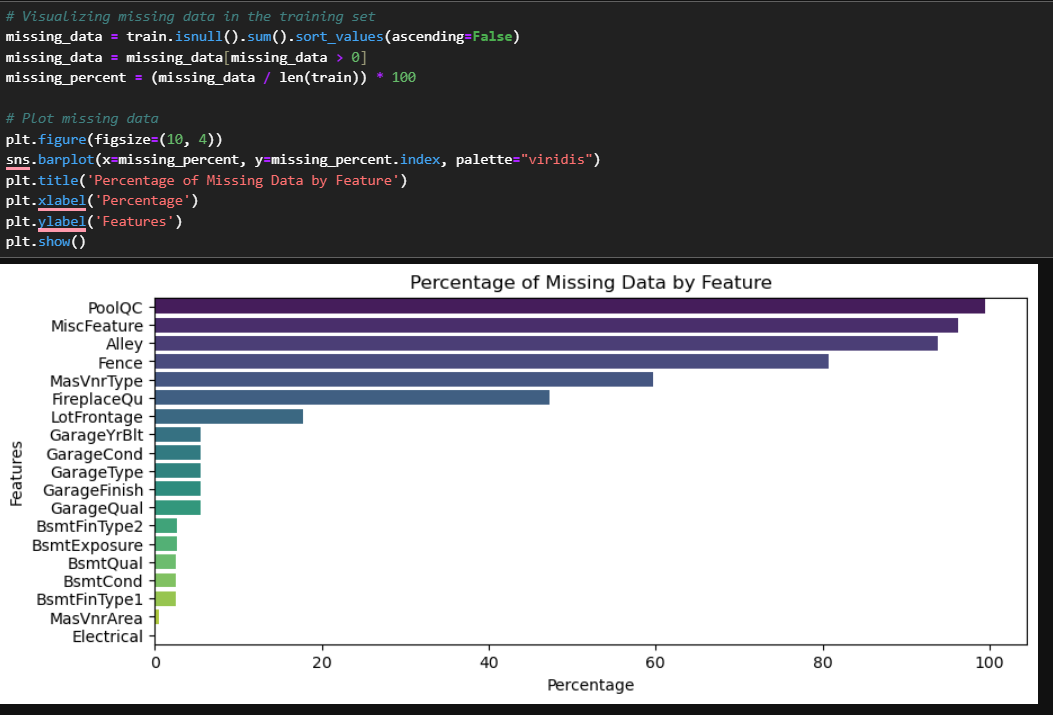 # Visualizing missing data in the training set
missing_data = train.isnull().sum().sort_values(ascending=False)
missing_data = missing_data[missing_data > 0]
missing_percent = (missing_data / len(train)) * 100
# Plot missing data
plt.figure(figsize=(10, 4))
sns.barplot(x=missing_percent, y=missing_percent.index, palette="viridis")
plt.title('Percentage of Missing Data by Feature')
plt.xlabel('Percentage')
plt.ylabel('Features')
plt.show()
Percentage of Missing Data by Feature
Features
PoolQC
MiscFeature
Alley
Fence
MasVnrType
FireplaceQu
LotFrontage
GarageYrBlt
GarageCond
GarageType
GarageFinish
GarageQual
BsmtFinType2
BsmtExposure
BsmtQual
BsmtCond
BsmtFinType1
MasVnrArea
Electrical
0 20 40 60 80 100
Percentage